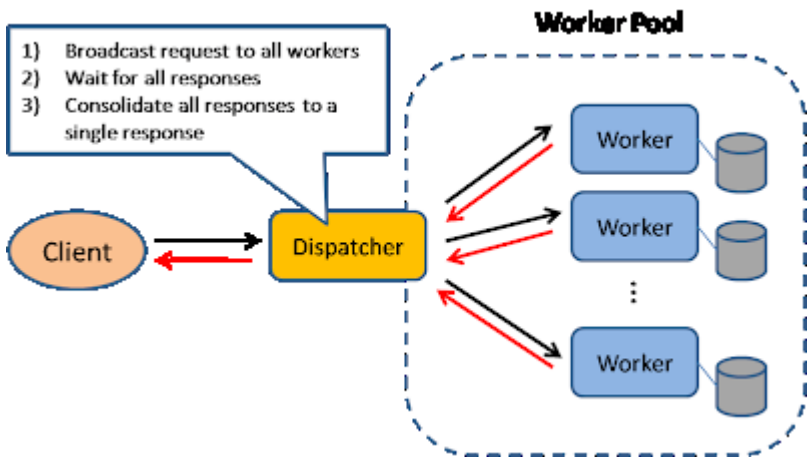 Worker Pool
1) Broadcast request to all workers
2) Wait for all responses
3) Consolidate all responses to a
single response
Worker
Worker
Client
Dispatcher
...
Worker